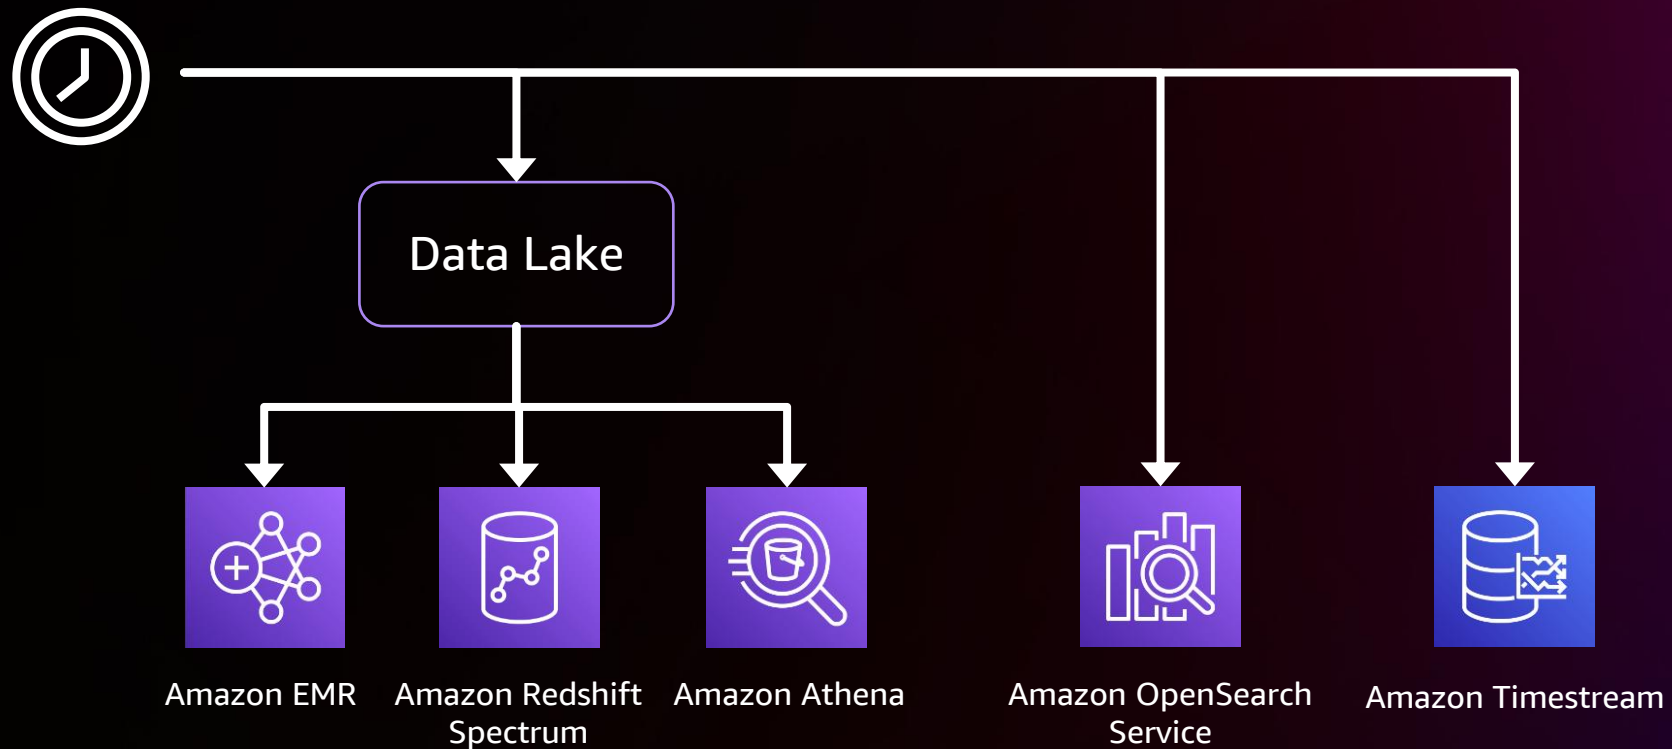 Data Lake
Amazon EMR
Amazon Redshift
Spectrum
Amazon Athena
Amazon OpenSearch
Service
Amazon Timestream